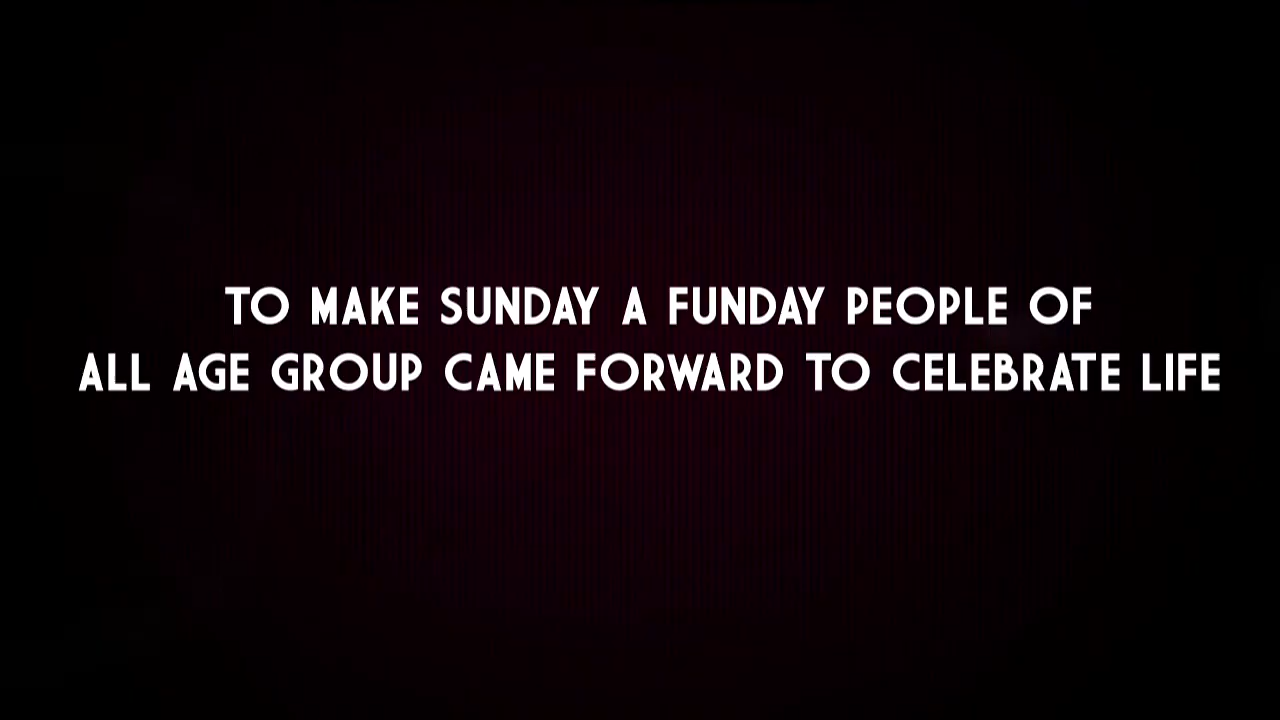 TO MAKE SUNDAY A FUNDAY PEOPLE OF
ALL AGE GROUP CAME FORWARD TO CELEBRATE LIFE